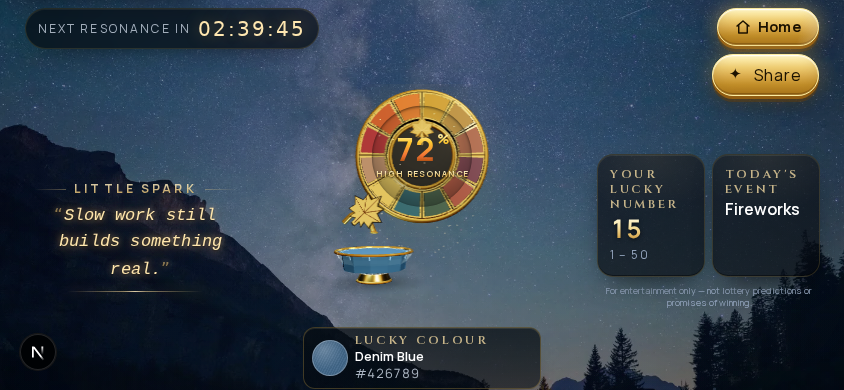 NEXT RESONANCE IN 02:39:45
Home
✦ Share
72%
HIGH RESONANCE
LITTLE SPARK
"Slow work still
builds something
real."
YOUR
LUCKY
NUMBER
15
1 – 50
TODAY'S
EVENT
Fireworks
For entertainment only — not lottery predictions or
promises of winning.
N
LUCKY COLOUR
Denim Blue
#426789